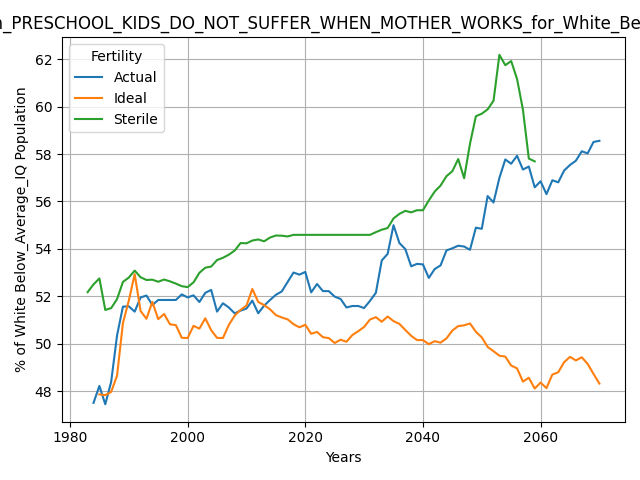 _PRESCHOOL_KIDS_DO_NOT_SUFFER_WHEN_MOTHER_WORKS_for_White_Be
Fertility
Actual
Ideal
Sterile
% of White Below_Average_IQ Population
62
60
58
56
54
52
50
48
1980
2000
2020
2040
2060
Years